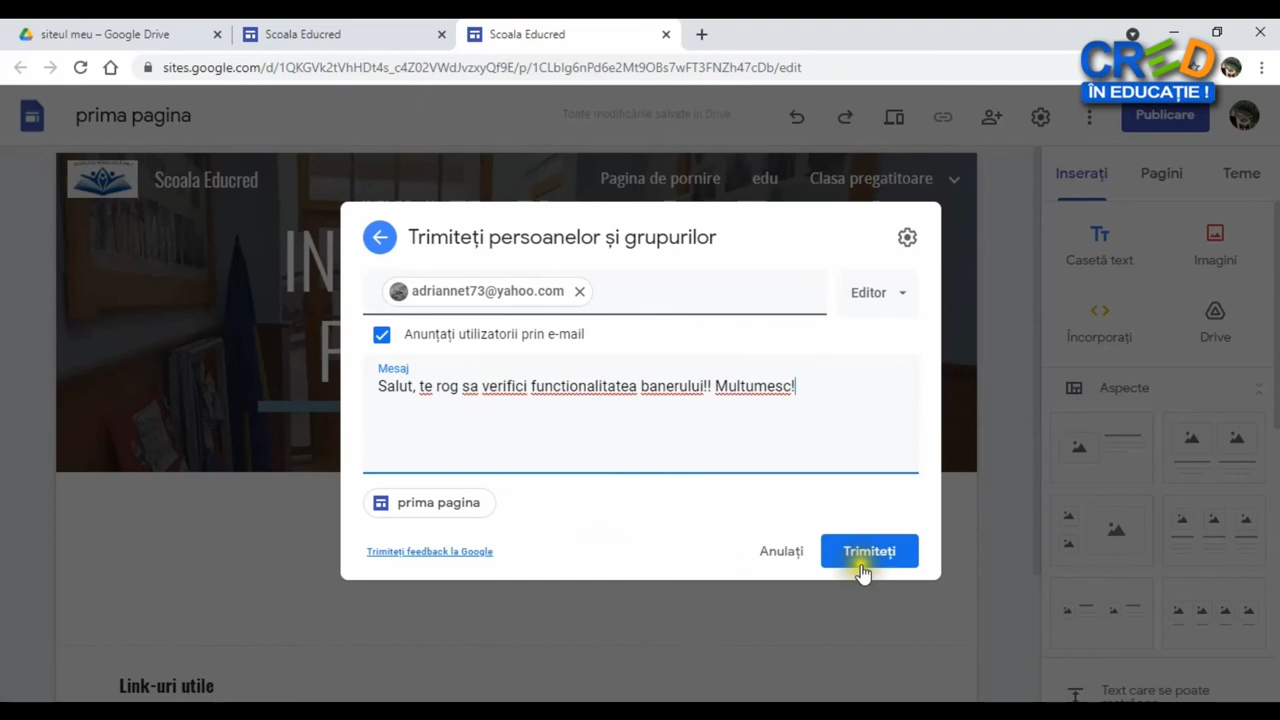 siteul meu – Google Drive
Scoala Educred
Scoala Educred
sites.google.com/d/1QKGVk2tVhHDt4s_c4Z02VWdJvzxyQf9E/p/1CLbIg6nPd6e2Mt9OBs7wFT3FNZh47cDb/edit
CRED
ÎN EDUCAȚIE !
prima pagina
Toate modificările salvate în Drive
Publicare
Scoala Educred
Pagina de pornire
edu
Clasa pregatitoare
Inserați
Pagini
Teme
Trimiteți persoanelor și grupurilor
adriannet73@yahoo.com
Editor
Anunțați utilizatorii prin e-mail
Mesaj
Salut, te rog sa verifici functionalitatea banerului!! Multumesc!
prima pagina
Trimiteți feedback la Google
Anulați
Trimiteți
Casetă text
Imagini
Încorporați
Drive
Aspecte
Text care se poate
Link-uri utile